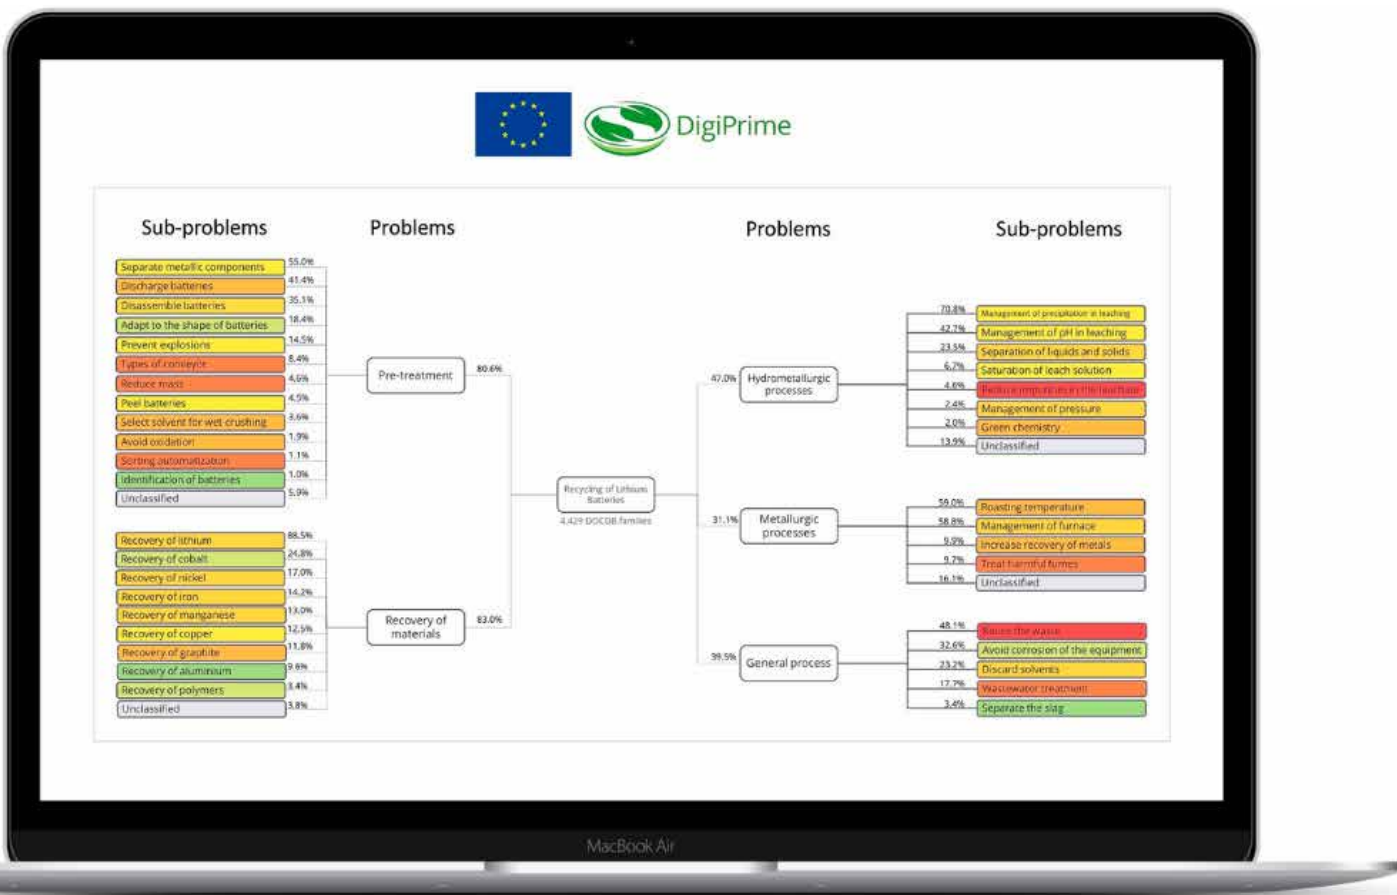 DigiPrime
Sub-problems
Problems
Separate metallic components
55.0%
Discharge batteries
41.4%
Disassemble batteries
35.1%
Adapt to the shape of batteries
18.4%
Prevent explosions
14.5%
Types of conveyor
8.4%
Reduce mass
4.6%
Peel batteries
4.5%
Select solvent for wet crushing
3.6%
Avoid oxidation
1.9%
Sorting automatization
1.1%
Identification of batteries
1.0%
Unclassified
5.9%
Pre-treatment
80.6%
Recovery of lithium
88.5%
Recovery of cobalt
24.8%
Recovery of nickel
17.0%
Recovery of iron
14.2%
Recovery of manganese
13.0%
Recovery of copper
12.5%
Recovery of graphite
11.8%
Recovery of aluminium
9.6%
Recovery of polymers
3.4%
Unclassified
3.8%
Recovery of
materials
83.0%
Recycling of Lithium
Batteries
4,429 DOCDB families
Problems
Sub-problems
47.0%
Hydrometallurgic
processes
70.8%
Management of precipitation in leaching
42.7%
Management of pH in leaching
23.5%
Separation of liquids and solids
6.7%
Saturation of leach solution
4.6%
Reduce impurities in the leachate
2.4%
Management of pressure
2.0%
Green chemistry
13.9%
Unclassified
31.1%
Metallurgic
processes
59.0%
Roasting temperature
58.8%
Management of furnace
9.9%
Increase recovery of metals
9.7%
Treat harmful fumes
16.1%
Unclassified
99.5%
General process
48.1%
the waste
32.6%
Avoid corrosion of the equipment
23.2%
Discard solvents
17.7%
Wastewater treatment
3.4%
Separate the slag
MacBook Air